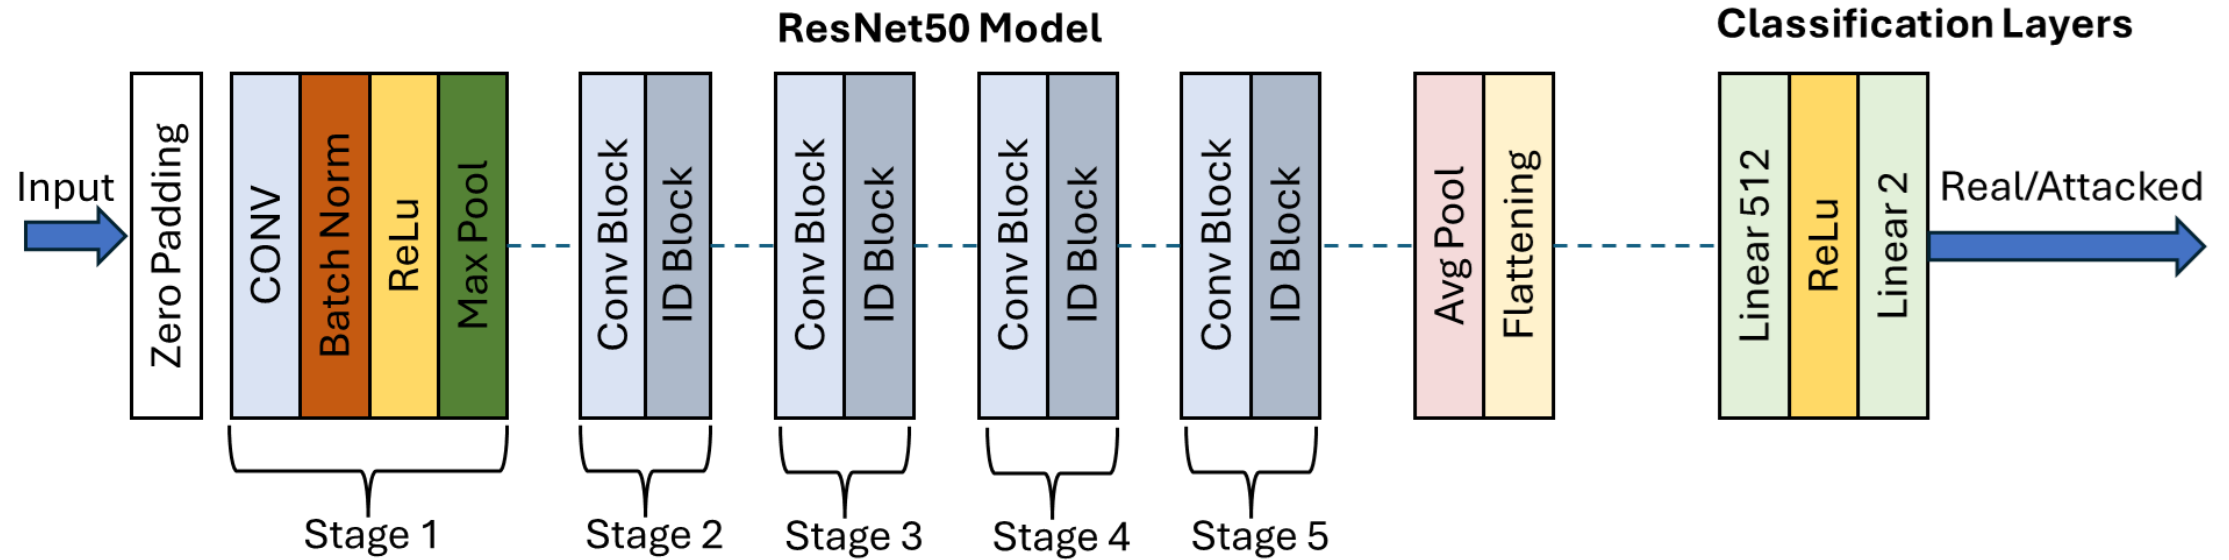 ResNet50 Model
Classification Layers
Input
Zero Padding
CONV
Batch Norm
ReLu
Max Pool
Conv Block
ID Block
Conv Block
ID Block
Conv Block
ID Block
Conv Block
ID Block
Avg Pool
Flattening
Linear 512
ReLu
Linear 2
Real/Attacked
Stage 1
Stage 2
Stage 3
Stage 4
Stage 5